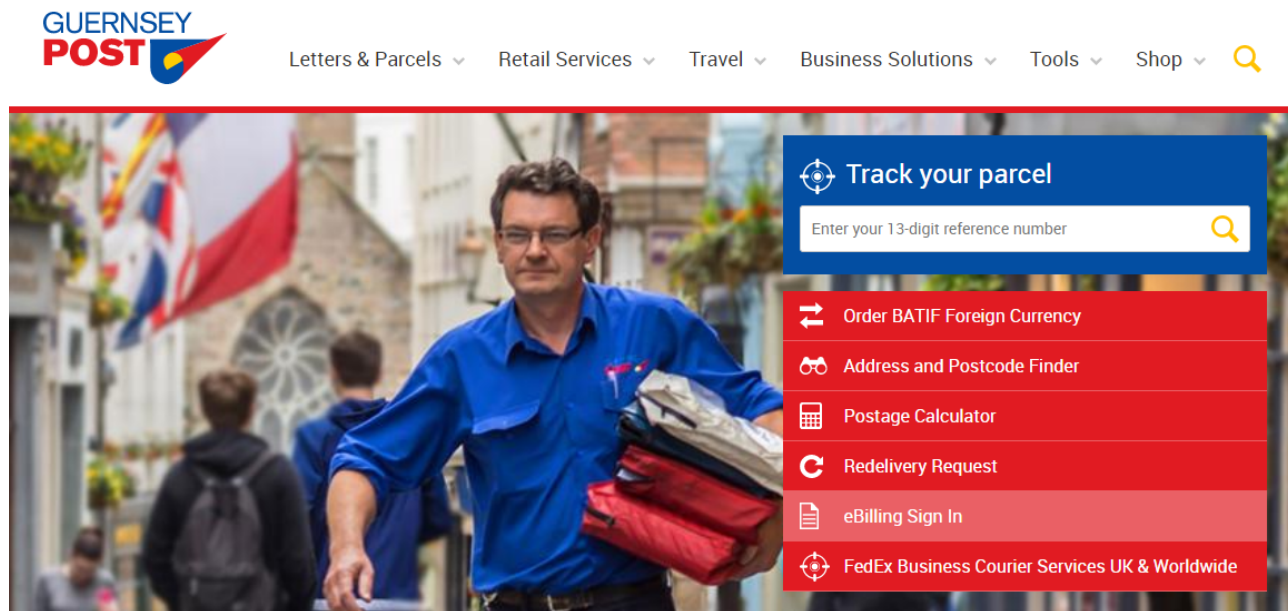 GUERNSEY
POST
Letters & Parcels
Retail Services
Travel
Business Solutions
Tools
Shop
Track your parcel
Enter your 13-digit reference number
Order BATIF Foreign Currency
Address and Postcode Finder
Postage Calculator
Redelivery Request
eBilling Sign In
FedEx Business Courier Services UK & Worldwide